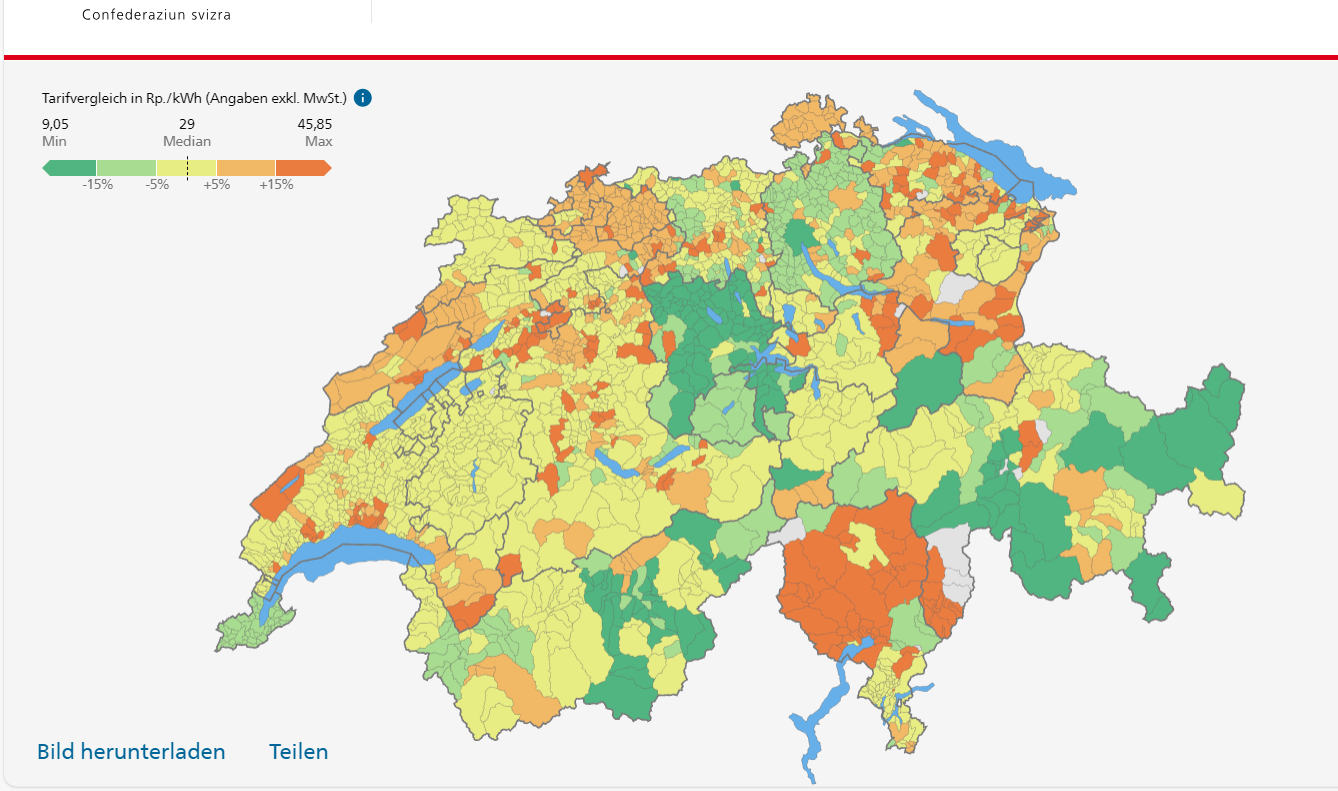 Confederaziun svizra
Tarifvergleich in Rp./kWh (Angaben exkl. MwSt.) i
9,05 29 45,85
Min Median Max
-15% -5% +5% +15%
Bild herunterladen Teilen